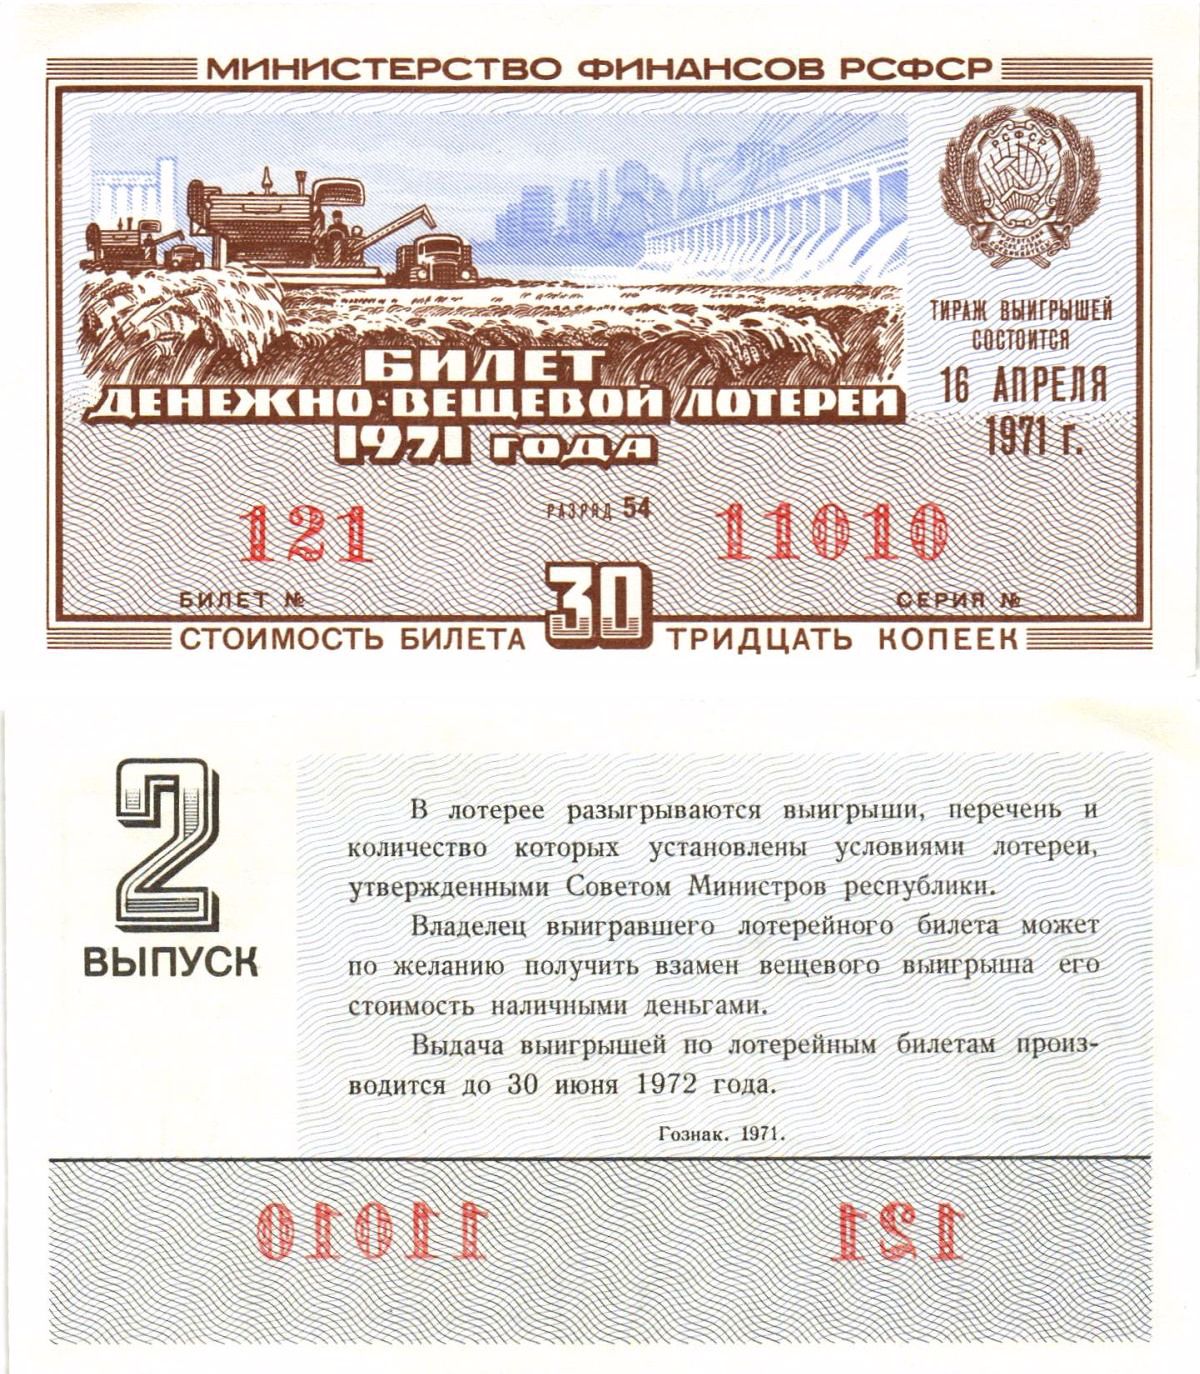 МИНИСТЕРСТВО ФИНАНСОВ РСФСР
РСФСР
ТИРАЖ ВЫИГРЫШЕЙ
СОСТОИТСЯ
16 АПРЕЛЯ
1971 г.
БИЛЕТ
ДЕНЕЖНО-ВЕЩЕВОЙ ЛОТЕРЕИ
1971 ГОДА
121 РАЗРЯД 54 11010
БИЛЕТ № СЕРИЯ №
СТОИМОСТЬ БИЛЕТА 30 ТРИДЦАТЬ КОПЕЕК
2
ВЫПУСК
В лотерее разыгрываются выигрыши, перечень и
количество которых установлены условиями лотереи,
утвержденными Советом Министров республики.
Владелец выигравшего лотерейного билета может
по желанию получить взамен вещевого выигрыша его
стоимость наличными деньгами.
Выдача выигрышей по лотерейным билетам произ-
водится до 30 июня 1972 года.
Гознак. 1971.
11010 121